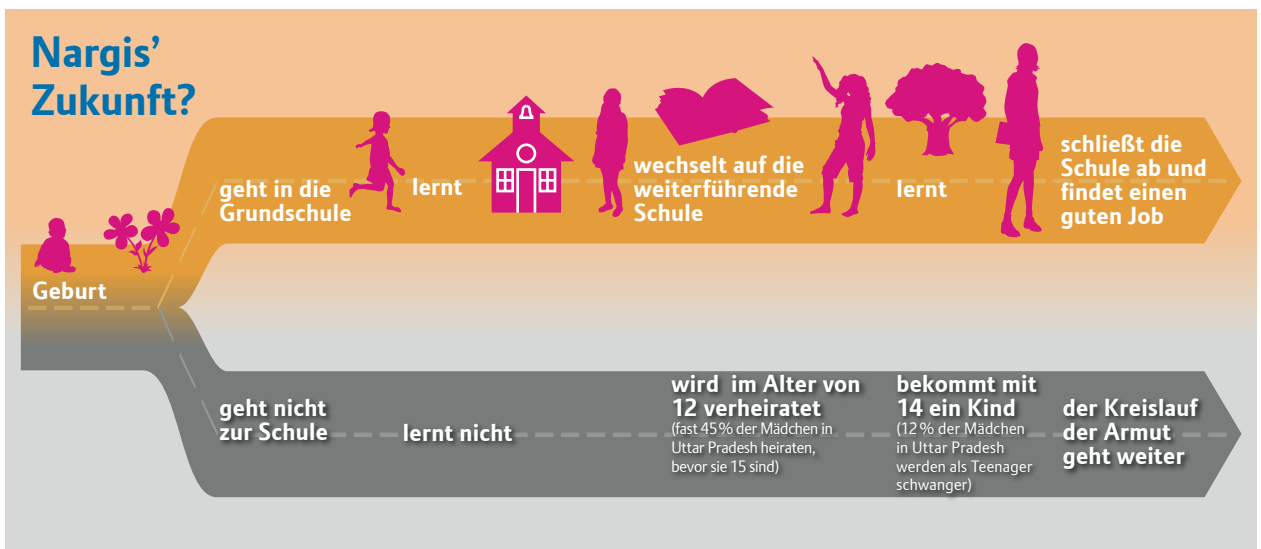 Nargis’
Zukunft?
Geburt
geht in die
Grundschule
lernt
wechselt auf die
weiterführende
Schule
lernt
schließt die
Schule ab und
findet einen
guten Job
geht nicht
zur Schule
lernt nicht
wird im Alter von
12 verheiratet
(fast 45 % der Mädchen in
Uttar Pradesh heiraten,
bevor sie 15 sind)
bekommt mit
14 ein Kind
(12 % der Mädchen
in Uttar Pradesh
werden als Teenager
schwanger)
der Kreislauf
der Armut
geht weiter